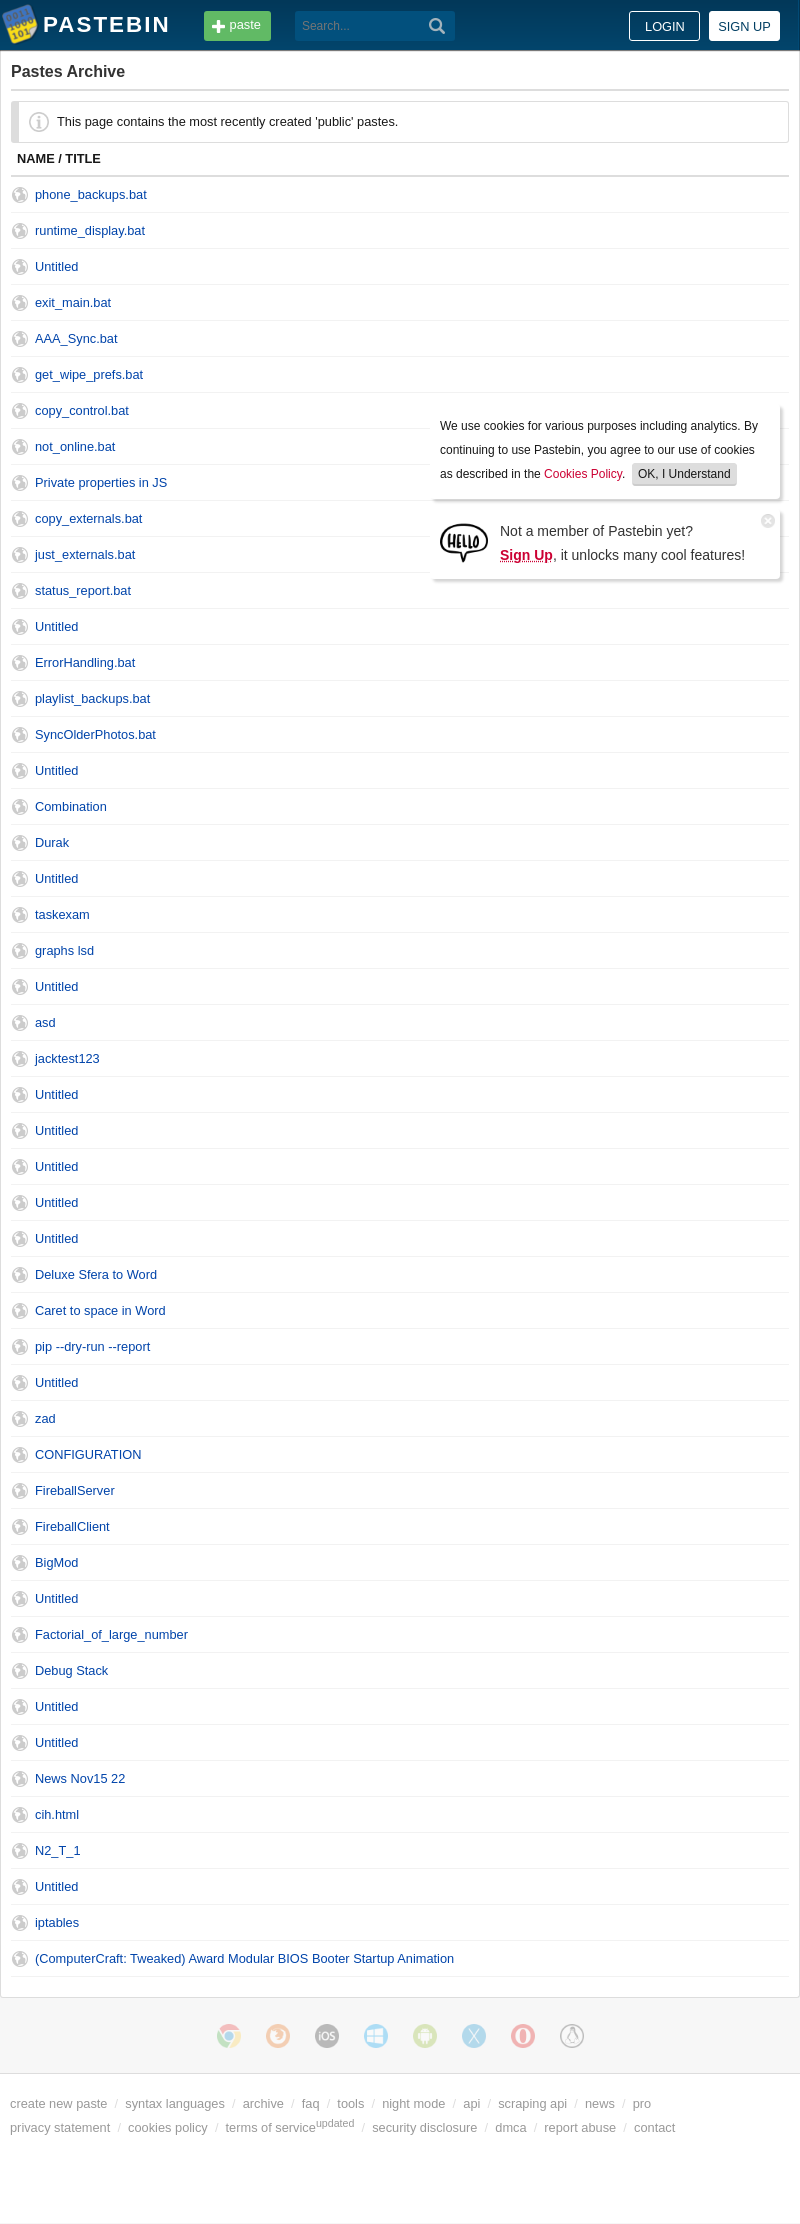 PASTEBIN
paste
Search...
LOGIN
SIGN UP
Pastes Archive
This page contains the most recently created 'public' pastes.
NAME / TITLE
phone_backups.bat
runtime_display.bat
Untitled
exit_main.bat
AAA_Sync.bat
get_wipe_prefs.bat
copy_control.bat
not_online.bat
Private properties in JS
copy_externals.bat
just_externals.bat
status_report.bat
We use cookies for various purposes including analytics. By
continuing to use Pastebin, you agree to our use of cookies
as described in the Cookies Policy. OK, I Understand
HELLO
Not a member of Pastebin yet?
Sign Up, it unlocks many cool features!
Untitled
ErrorHandling.bat
playlist_backups.bat
SyncOlderPhotos.bat
Untitled
Combination
Durak
Untitled
taskexam
graphs lsd
Untitled
asd
jacktest123
Untitled
Untitled
Untitled
Untitled
Untitled
Deluxe Sfera to Word
Caret to space in Word
pip --dry-run --report
Untitled
zad
CONFIGURATION
FireballServer
FireballClient
BigMod
Untitled
Factorial_of_large_number
Debug Stack
Untitled
Untitled
News Nov15 22
cih.html
N2_T_1
Untitled
iptables
(ComputerCraft: Tweaked) Award Modular BIOS Booter Startup Animation
iOS
create new paste / syntax languages / archive / faq / tools / night mode / api / scraping api / news / pro
privacy statement / cookies policy / terms of service updated / security disclosure / dmca / report abuse / contact